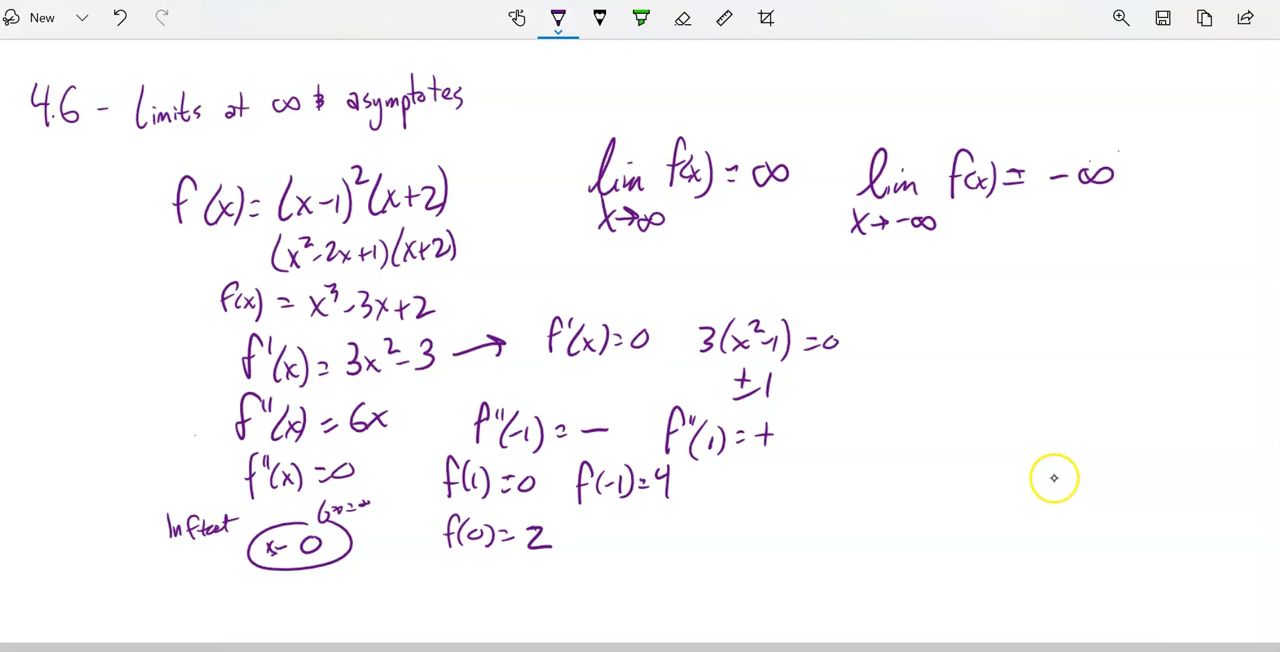 New
4.6 - Limits at ∞ & asymptotes
f(x) = (x-1)²(x+2)
lim f(x) = ∞
x→∞
lim f(x) = -∞
x→-∞
(x²-2x+1)(x+2)
f(x) = x³-3x+2
f'(x) = 3x²-3 → f'(x)=0 3(x²-1)=0
±1
f''(x) = 6x f''(-1) = - f''(1) = +
f''(x) = 0 f(1) = 0 f(-1) = 4
x= 0 f(0) = 2